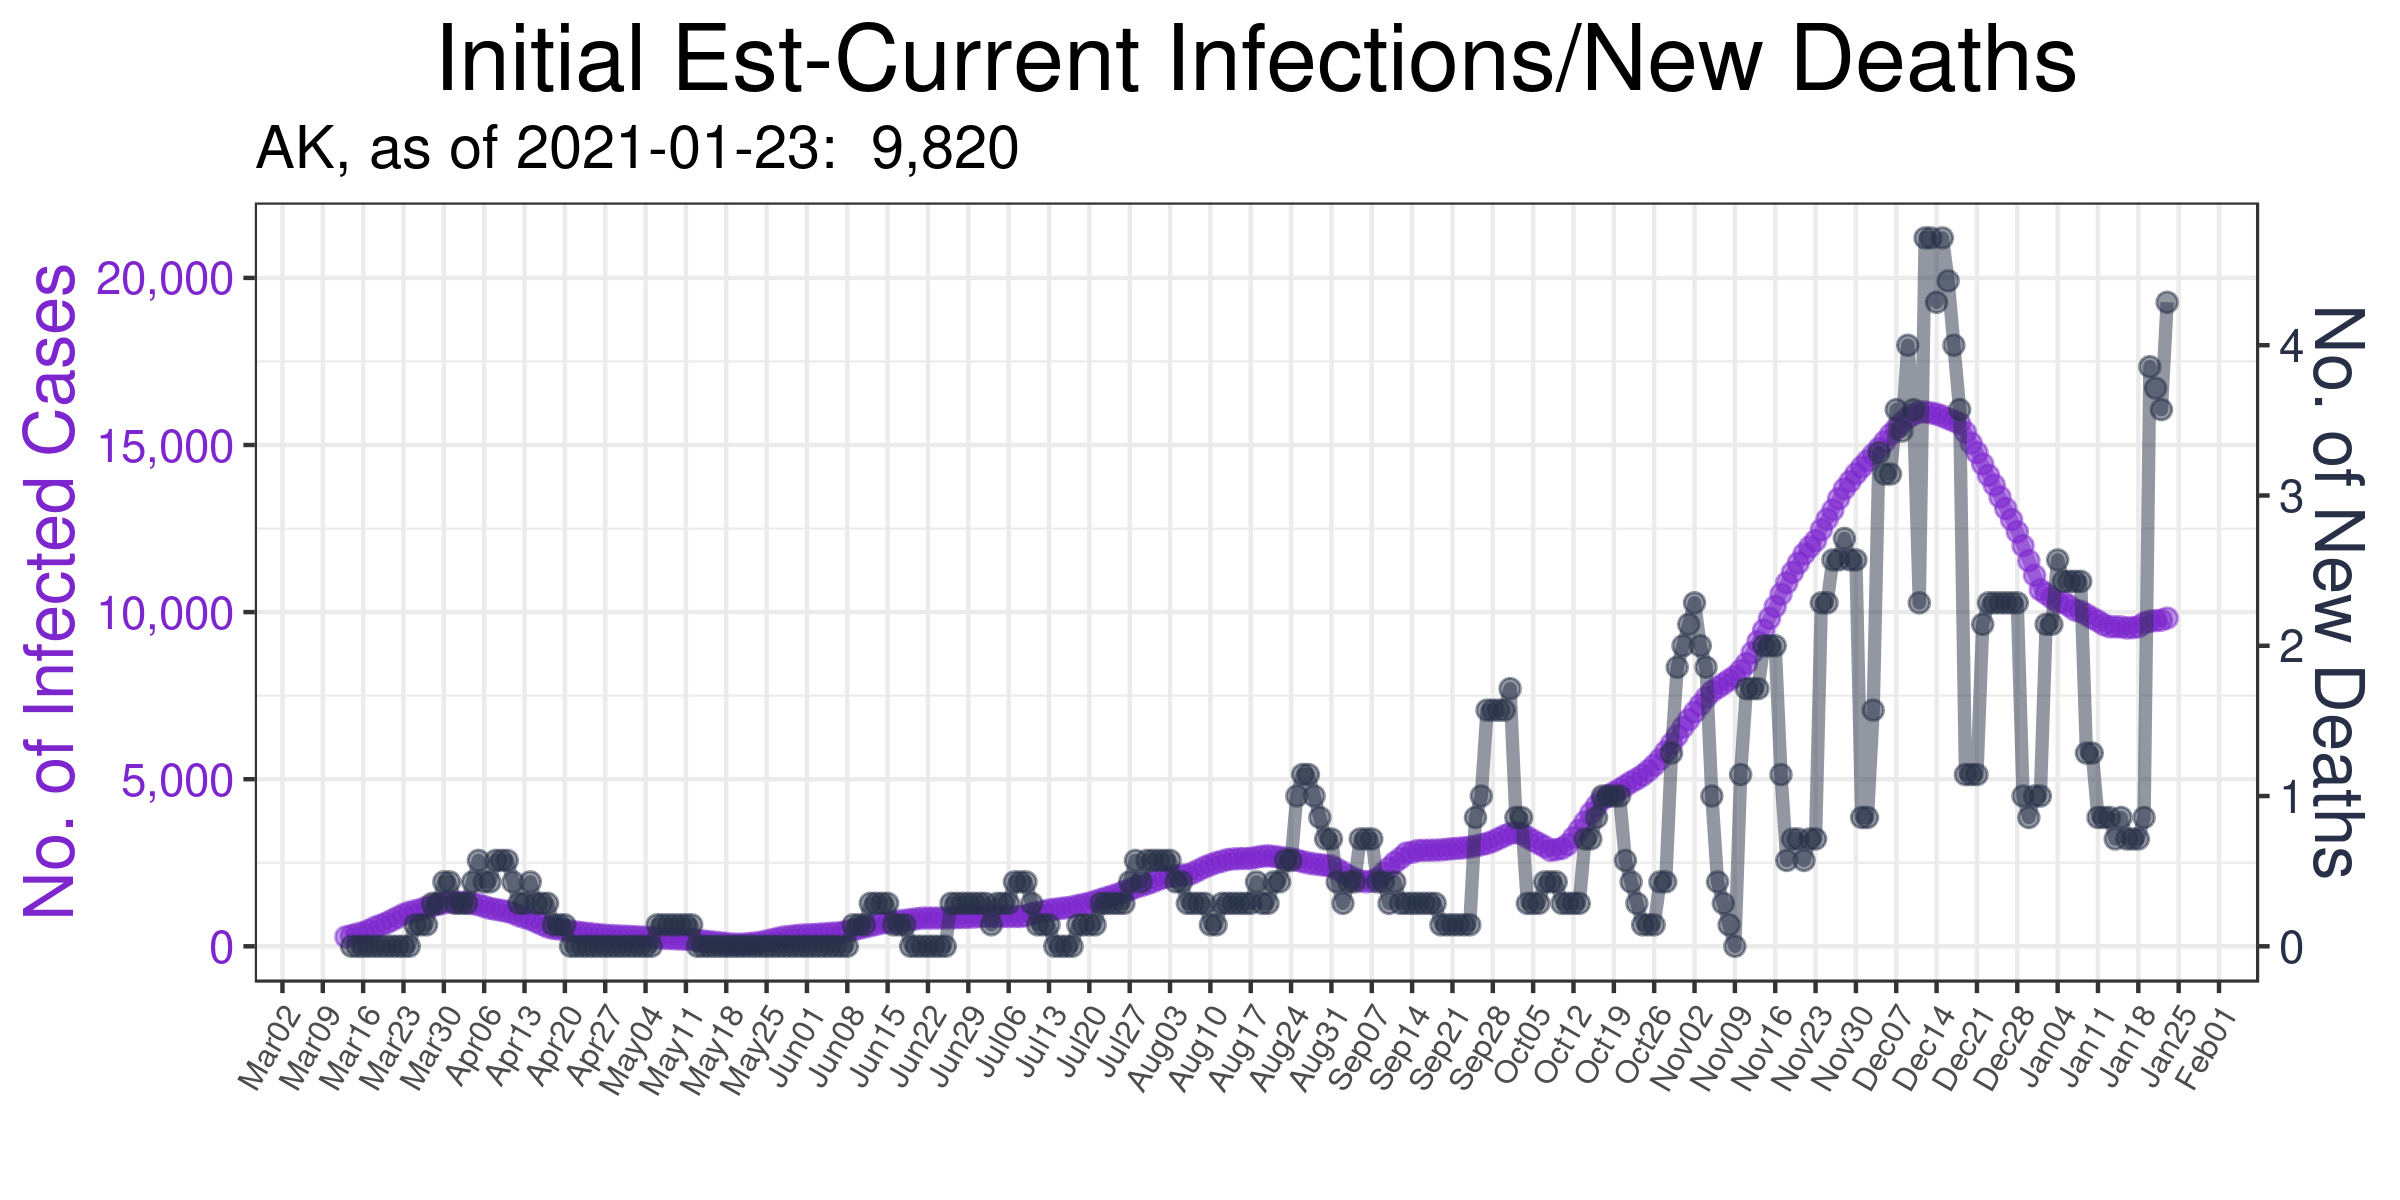 Initial Est-Current Infections/New Deaths
AK, as of 2021-01-23:  9,820
No. of Infected Cases
20,000
15,000
10,000
5,000
0
No. of New Deaths
4
3
2
1
0
Mar02
Mar09
Mar16
Mar23
Mar30
Apr06
Apr13
Apr20
Apr27
May04
May11
May18
May25
Jun01
Jun08
Jun15
Jun22
Jun29
Jul06
Jul13
Jul20
Jul27
Aug03
Aug10
Aug17
Aug24
Aug31
Sep07
Sep14
Sep21
Sep28
Oct05
Oct12
Oct19
Oct26
Nov02
Nov09
Nov16
Nov23
Nov30
Dec07
Dec14
Dec21
Dec28
Jan04
Jan11
Jan18
Jan25
Feb01